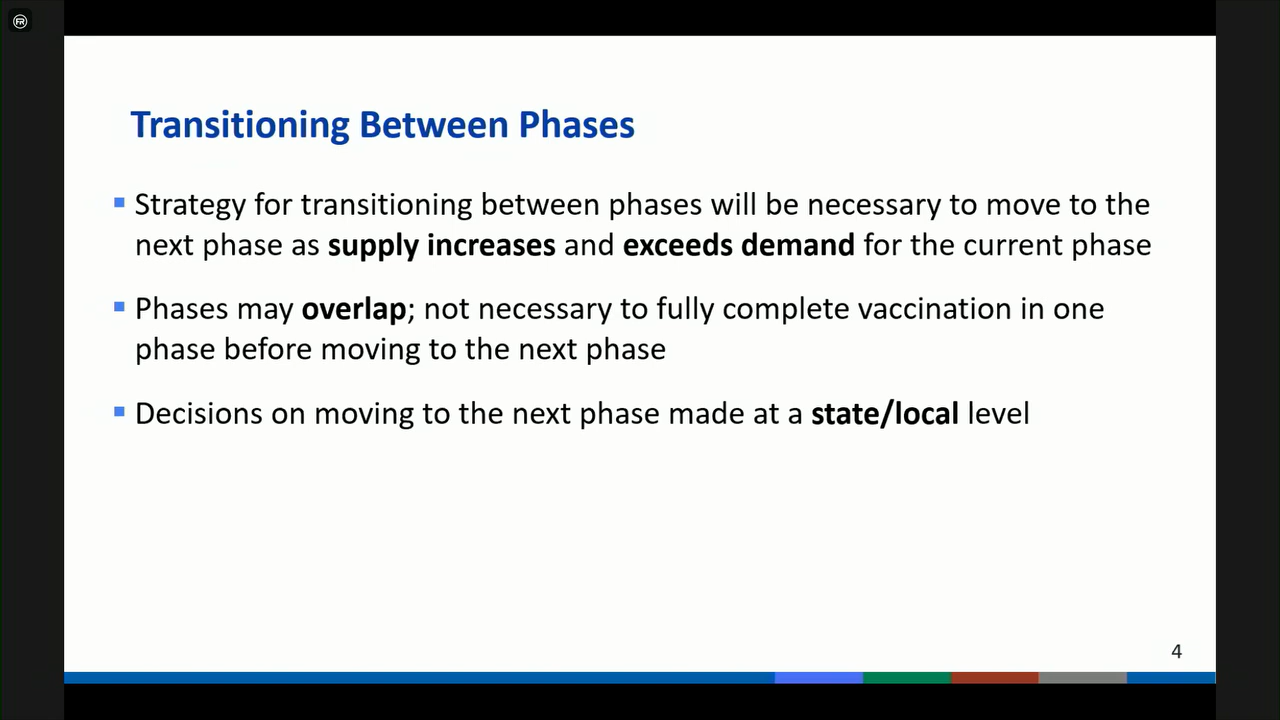 FR
Transitioning Between Phases
Strategy for transitioning between phases will be necessary to move to the
next phase as supply increases and exceeds demand for the current phase
Phases may overlap; not necessary to fully complete vaccination in one
phase before moving to the next phase
Decisions on moving to the next phase made at a state/local level
4